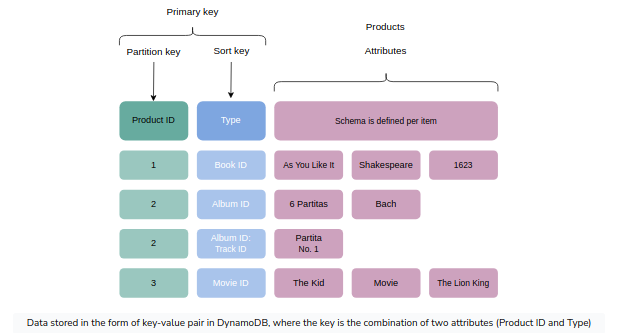 Primary key
Products
Partition key
Sort key
Attributes
Product ID
Type
Schema is defined per item
1
Book ID
As You Like It
Shakespeare
1623
2
Album ID
6 Partitas
Bach
2
Album ID:
Track ID
Partita
No. 1
3
Movie ID
The Kid
Movie
The Lion King
Data stored in the form of key-value pair in DynamoDB, where the key is the combination of two attributes (Product ID and Type)